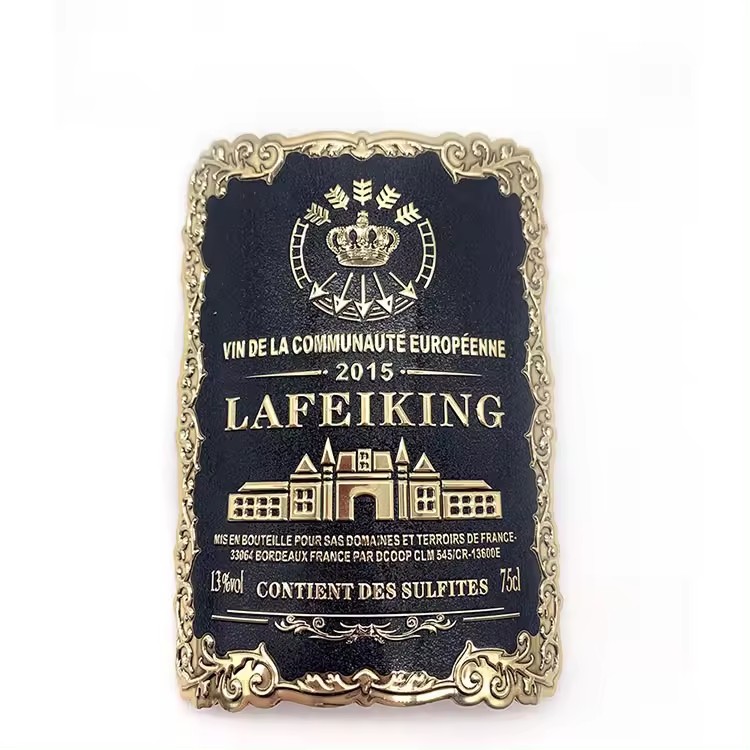 VIN DE LA COMMUNAUTÉ EUROPÉENNE
2015
LAFEIKING
MIS EN BOUTEILLE POUR SAS DOMAINES ET TERROIRS DE FRANCE-
33064 BORDEAUX FRANCE PAR DCOOP CLM 545/CR-13600E
13%vol CONTIENT DES SULFITES 75cl